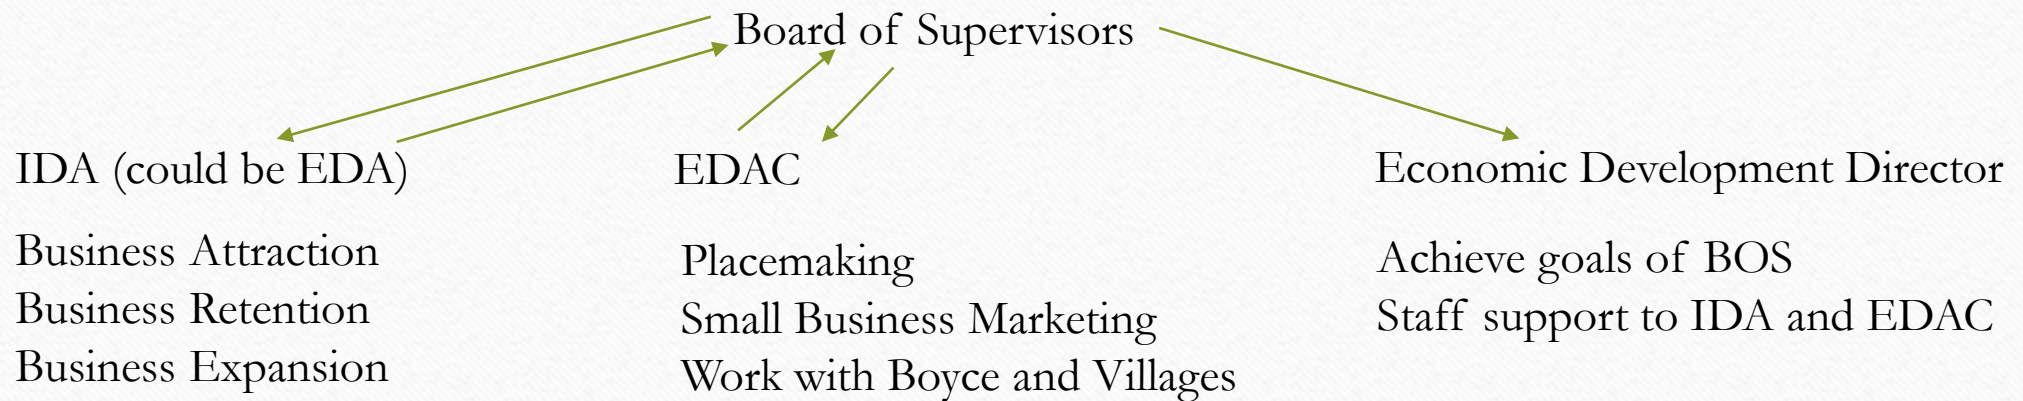 Board of Supervisors
IDA (could be EDA)
Business Attraction
Business Retention
Business Expansion
EDAC
Placemaking
Small Business Marketing
Work with Boyce and Villages
Economic Development Director
Achieve goals of BOS
Staff support to IDA and EDAC